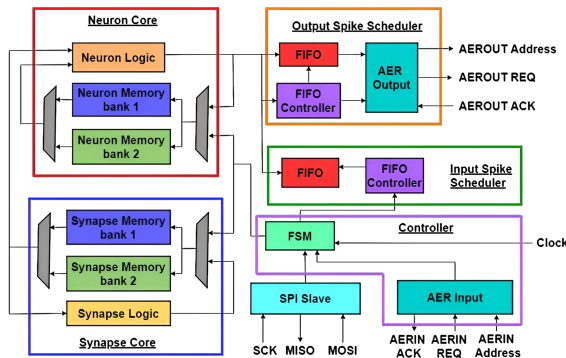 Neuron Core
Neuron Logic
Neuron Memory
bank 1
Neuron Memory
bank 2
Output Spike Scheduler
FIFO
FIFO
Controller
AER
Output
AEROUT Address
AEROUT REQ
AEROUT ACK
FIFO
FIFO
Controller
Input Spike
Scheduler
Synapse Memory
bank 1
Synapse Memory
bank 2
Synapse Logic
Synapse Core
Controller
FSM
Clock
SPI Slave
AER Input
SCK
MISO
MOSI
AERIN
ACK
AERIN
REQ
AERIN
Address